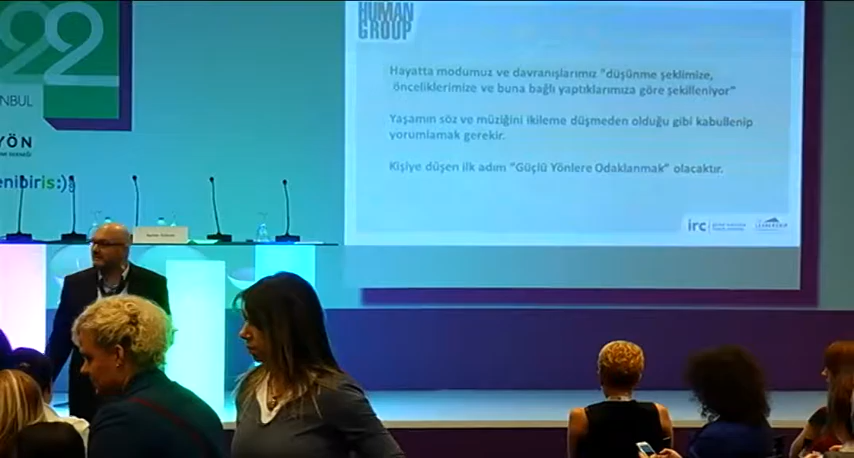 HUMAN
GROUP
Hayatta modumuz ve davranışlarımız "düşünme şeklimize,
önceliklerimize ve buna bağlı yaptıklarımıza göre şekilleniyor"
Yaşamın söz ve müziğini ikileme düşmeden olduğu gibi kabullenip
yorumlamak gerekir.
Kişiye düşen ilk adım "Güçlü Yönlere Odaklanmak" olacaktır.
irc
22
NBUL
YÖN
enibiris:)